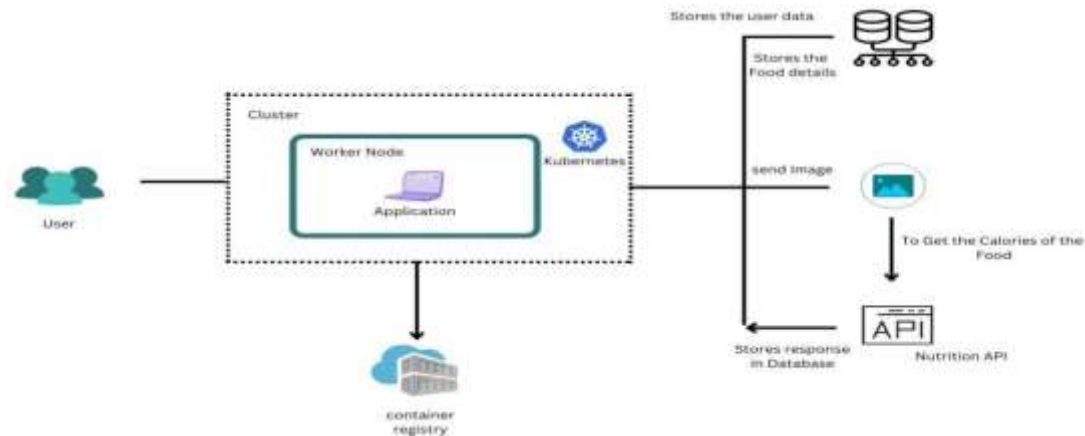 Stores the user data
Stores the
Food details
Cluster
Worker Node
Kubernetes
Application
User
send Image
To Get the Calories of the
Food
API
Nutrition API
Stores response
in Database
container
registry